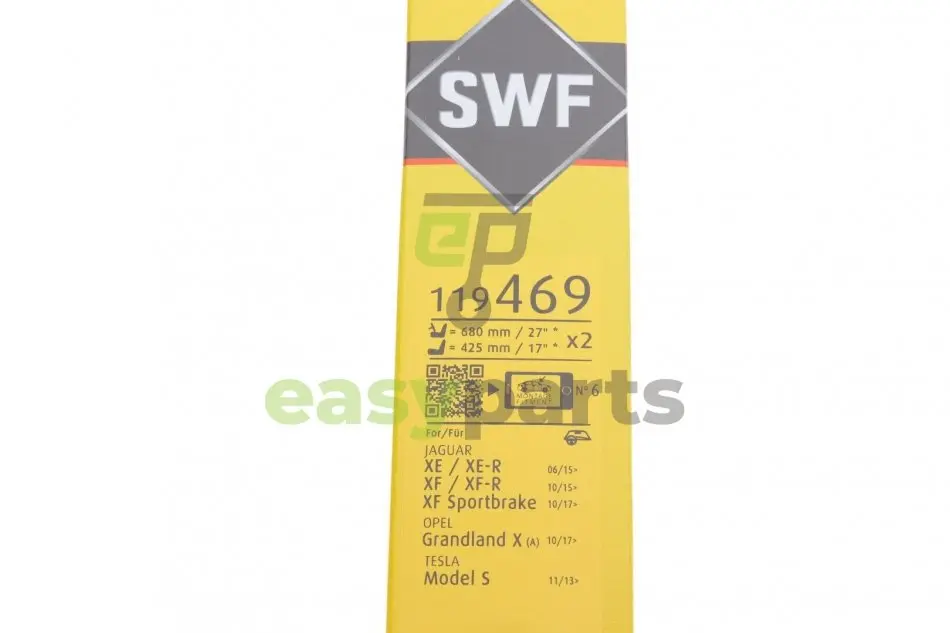 SWF
ep
119469
= 680 mm / 27" *
= 425 mm / 17" *
x2
N°6
easyparts
For/Für
JAGUAR
XE / XE-R 06/15>
XF / XF-R 10/15>
XF Sportbrake 10/17>
OPEL
Grandland X (A) 10/17>
TESLA
Model S 11/13>